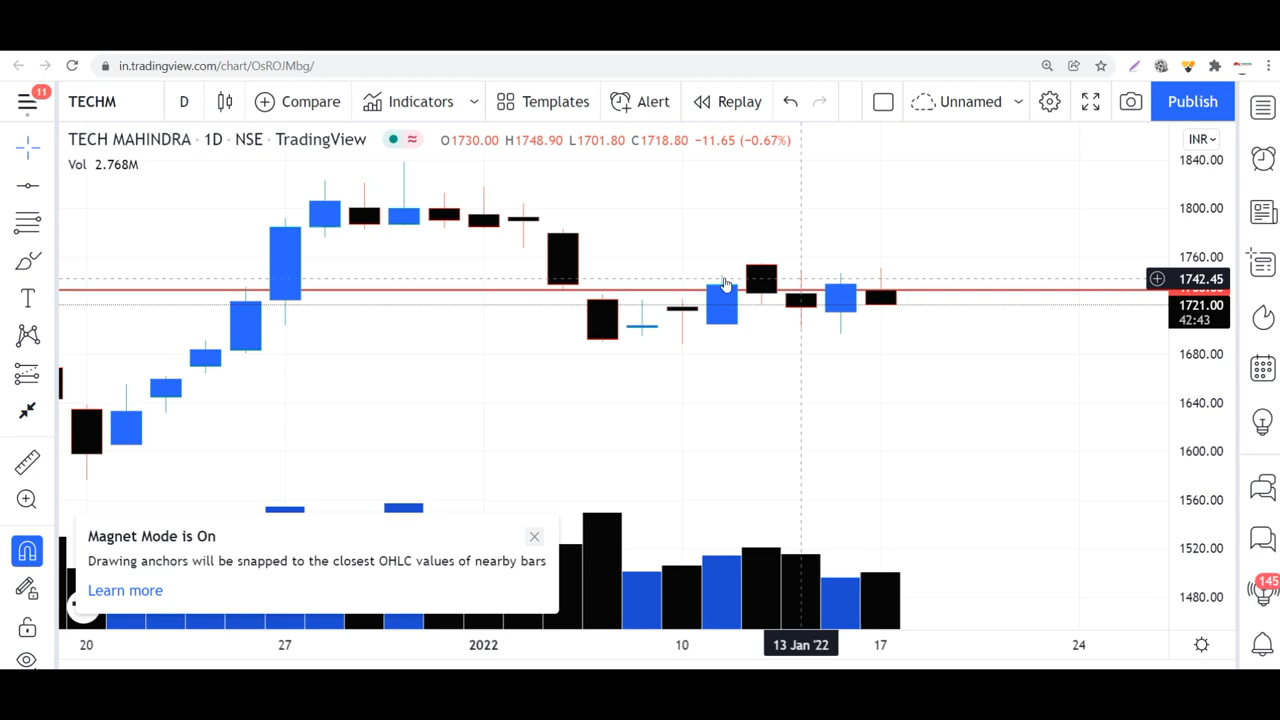 in.tradingview.com/chart/OsROJMbg/
11
TECHM D Compare Indicators Templates Alert Replay Unnamed Publish
TECH MAHINDRA · 1D · NSE · TradingView O1730.00 H1748.90 L1701.80 C1718.80 −11.65 (−0.67%)
Vol 2.768M
INR
1840.00
1800.00
1760.00
1742.45
1721.00
42:43
1680.00
1640.00
1600.00
1560.00
1520.00
1480.00
Magnet Mode is On
Drawing anchors will be snapped to the closest OHLC values of nearby bars
Learn more
145
20 27 2022 10 13 Jan '22 17 24